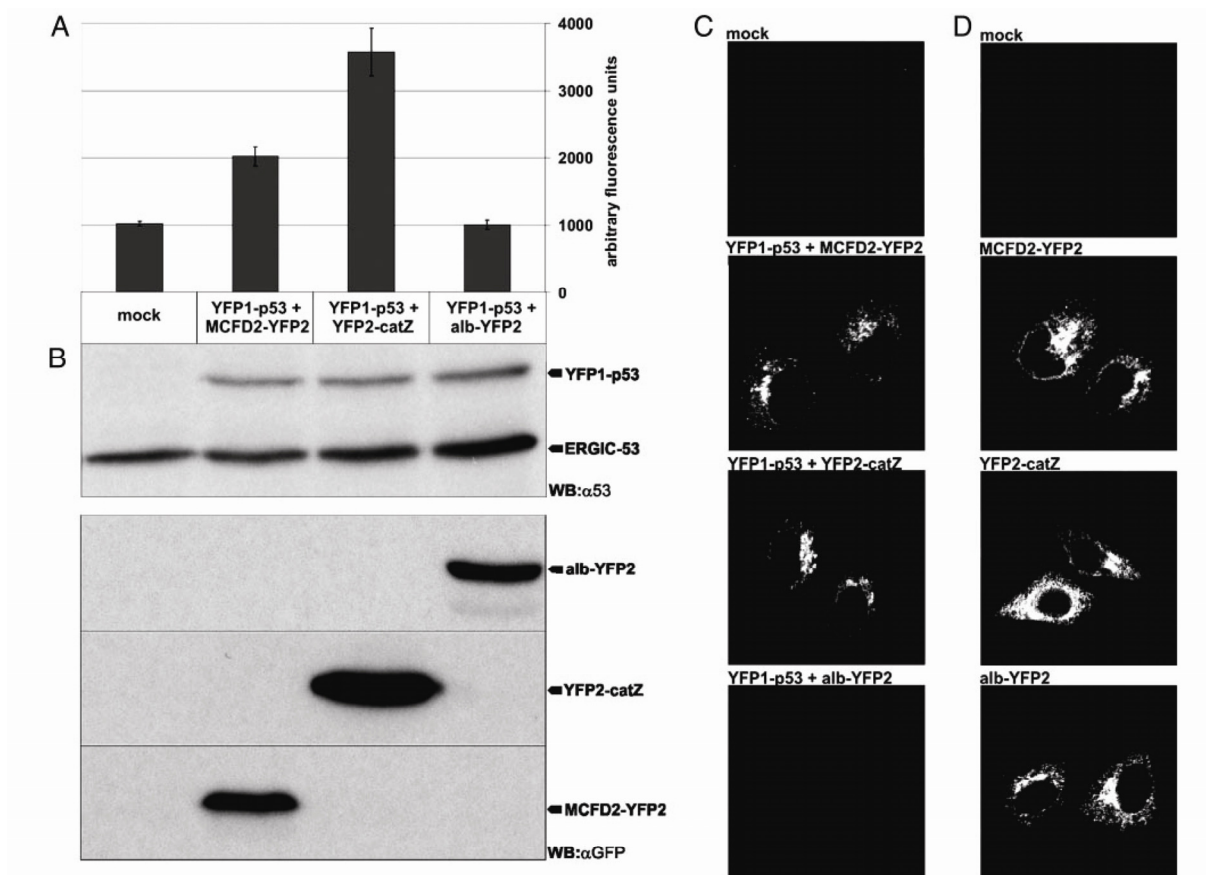 A
4000
3000
2000
1000
0
arbitrary fluorescence units
mock
YFP1-p53 +
MCFD2-YFP2
YFP1-p53 +
YFP2-catZ
YFP1-p53 +
alb-YFP2
B
YFP1-p53
ERGIC-53
WB:α53
alb-YFP2
YFP2-catZ
MCFD2-YFP2
WB:αGFP
C
mock
YFP1-p53 + MCFD2-YFP2
YFP1-p53 + YFP2-catZ
YFP1-p53 + alb-YFP2
D
mock
MCFD2-YFP2
YFP2-catZ
alb-YFP2